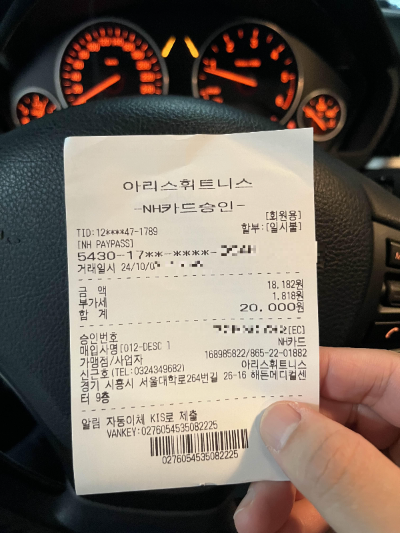 아리스휘트니스
-NH카드승인-
[회원용]
TID:12****47-1789 할부:[일시불]
[NH PAYPASS]
5430-17**-****-
거래일시 24/10/0
금 액 18,182원
부가세 1,818원
합 계 20,000원
승인번호 [EC]
매입사명[012-DESC ] NH카드
가맹점/사업자 168985822/865-22-01882
신고호(TEL:0324349682) 아리스휘트니스
경기 시흥시 서울대학로264번길 26-16 해든메디컬센
터 9층
알림 자동이체 KIS로 제출
VANKEY:0276054535082225
0276054535082225